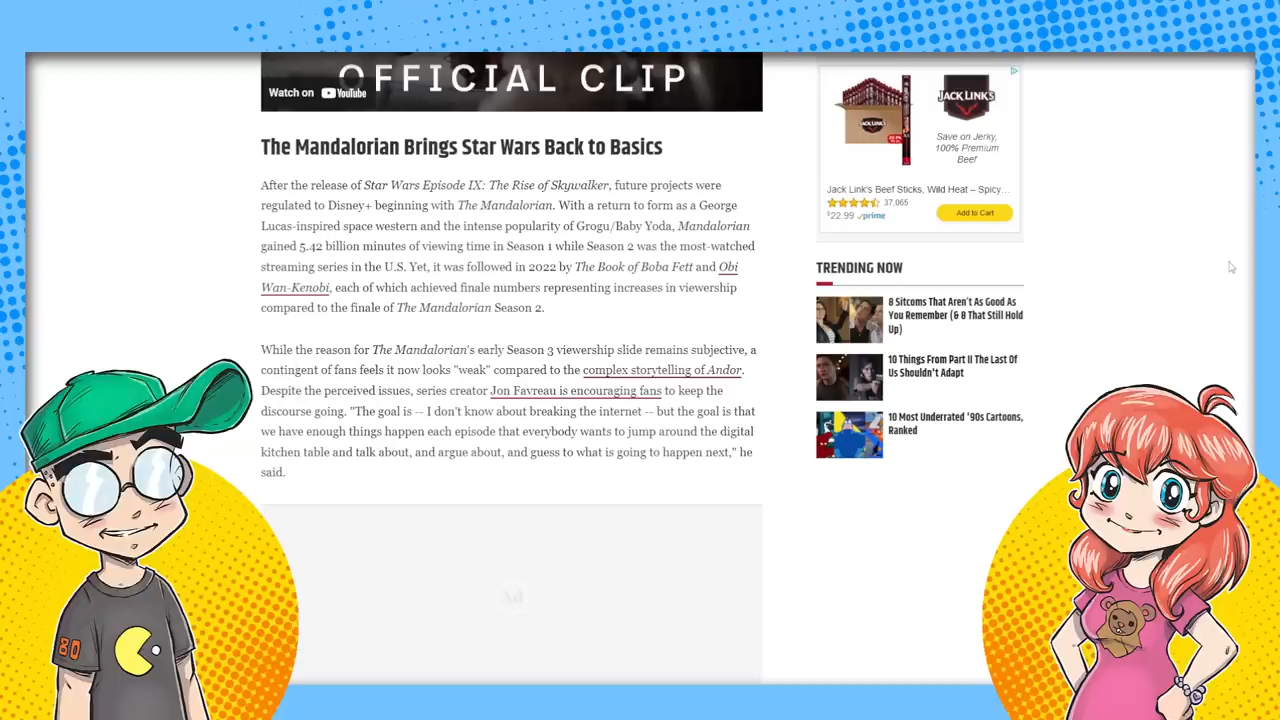 OFFICIAL CLIP
Watch on YouTube
The Mandalorian Brings Star Wars Back to Basics
After the release of Star Wars Episode IX: The Rise of Skywalker, future projects were
regulated to Disney+ beginning with The Mandalorian. With a return to form as a George
Lucas-inspired space western and the intense popularity of Grogu/Baby Yoda, Mandalorian
gained 5.42 billion minutes of viewing time in Season 1 while Season 2 was the most-watched
streaming series in the U.S. Yet, it was followed in 2022 by The Book of Boba Fett and Obi
Wan-Kenobi, each of which achieved finale numbers representing increases in viewership
compared to the finale of The Mandalorian Season 2.
While the reason for The Mandalorian's early Season 3 viewership slide remains subjective, a
contingent of fans feels it now looks "weak" compared to the complex storytelling of Andor.
Despite the perceived issues, series creator Jon Favreau is encouraging fans to keep the
discourse going. "The goal is -- I don't know about breaking the internet -- but the goal is that
we have enough things happen each episode that everybody wants to jump around the digital
kitchen table and talk about, and argue about, and guess to what is going to happen next," he
said.
Ad
JACK LINK'S
JACK LINK'S
Save on Jerky,
100% Premium
Beef
Jack Link's Beef Sticks, Wild Heat – Spicy…
37,065
$22.99 prime
Add to Cart
TRENDING NOW
8 Sitcoms That Aren't As Good As
You Remember (& 8 That Still Hold
Up)
10 Things From Part II The Last Of
Us Shouldn't Adapt
10 Most Underrated '90s Cartoons,
Ranked
80